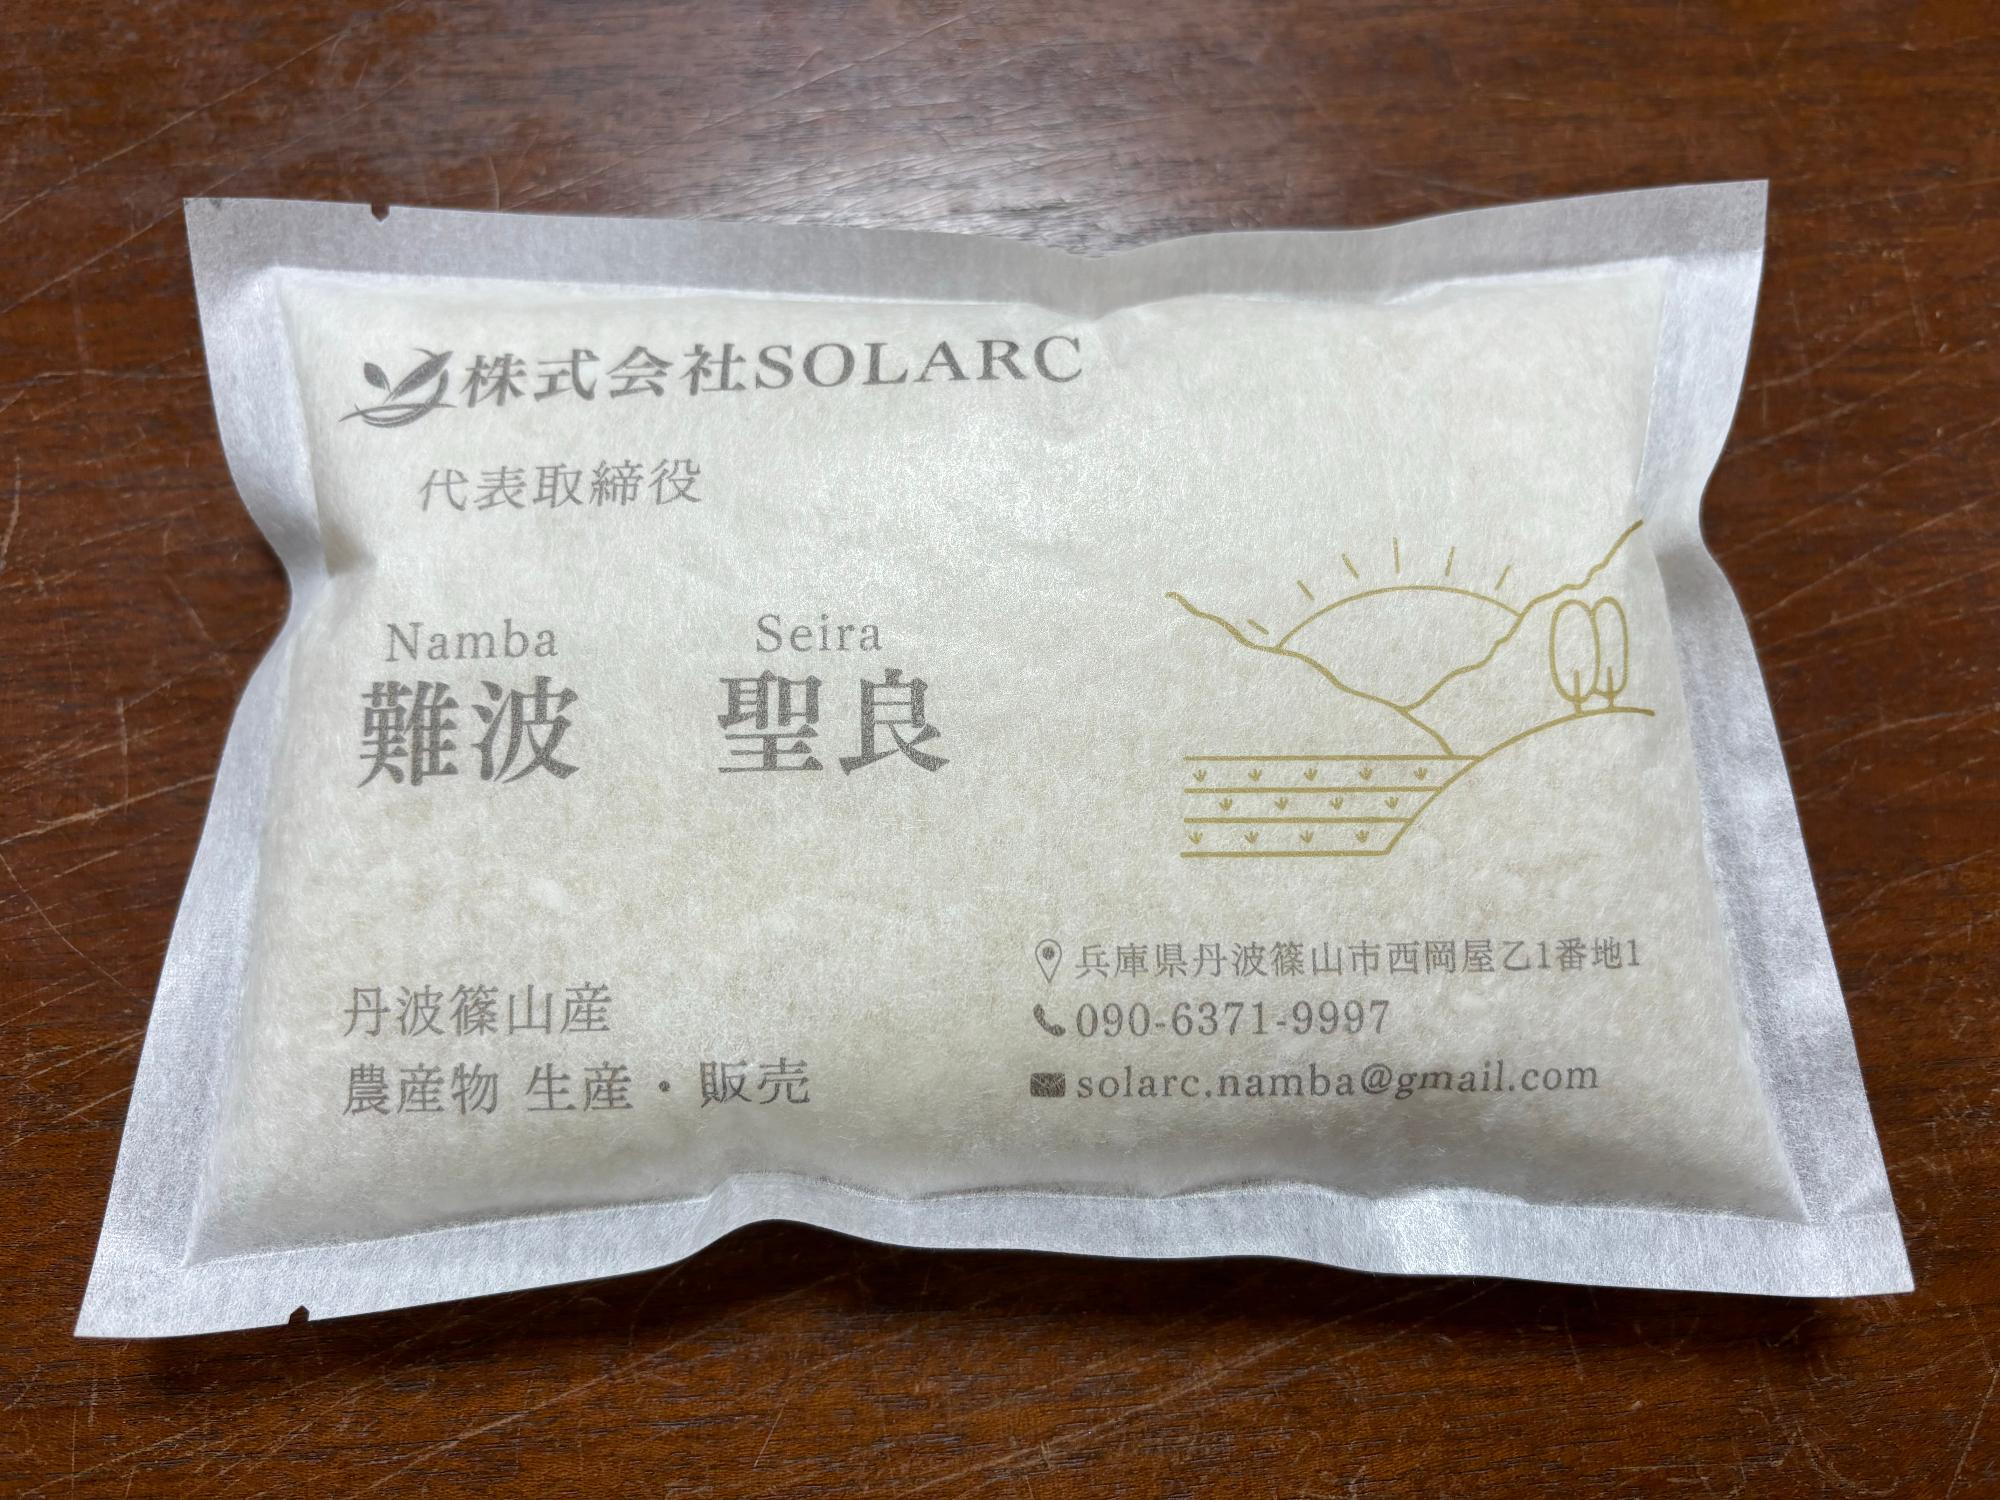 株式会社SOLARC
代表取締役
Namba Seira
難波 聖良
丹波篠山産
農産物 生産・販売
兵庫県丹波篠山市西岡屋乙1番地1
090-6371-9997
solarc.namba@gmail.com